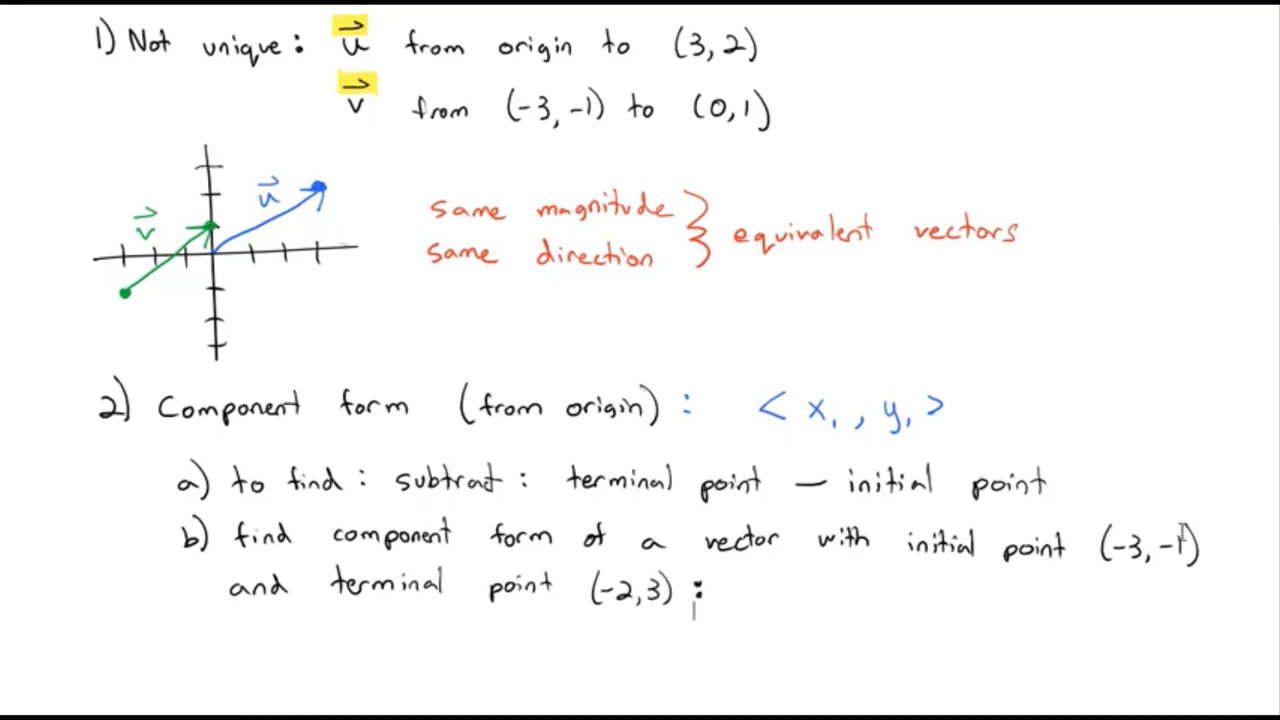 1) Not unique: u⃗ from origin to (3, 2)
v⃗ from (-3, -1) to (0, 1)
u⃗
v⃗
same magnitude
same direction } equivalent vectors
2) Component form (from origin) : < x₁ , y₁ >
a) to find : subtract : terminal point — initial point
b) find component form of a vector with initial point (-3, -1)
and terminal point (-2, 3) :